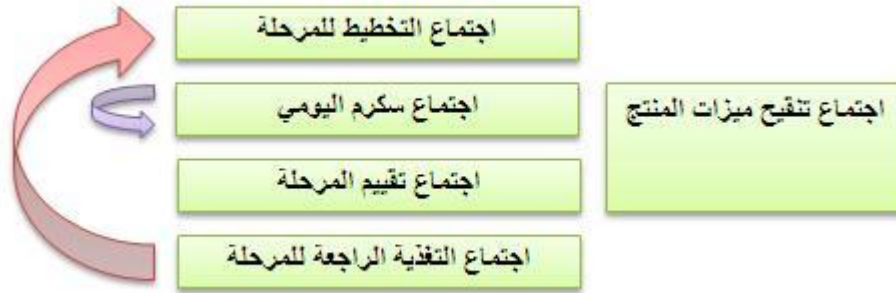 اجتماع التخطيط للمرحلة
اجتماع سكرم اليومي
اجتماع تنقيح ميزات المنتج
اجتماع تقييم المرحلة
اجتماع التغذية الراجعة للمرحلة